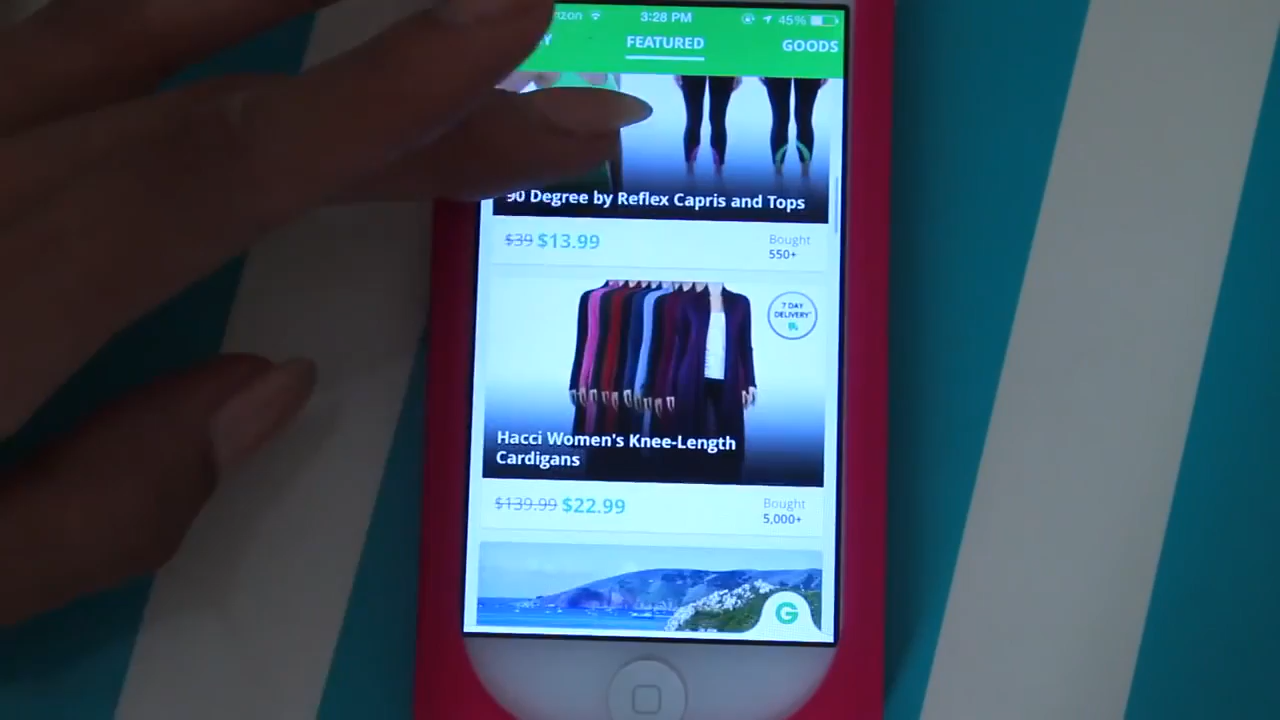 3:28 PM
45%
FEATURED
GOODS
90 Degree by Reflex Capris and Tops
$39 $13.99
Bought
550+
7 DAY
DELIVERY*
Hacci Women's Knee-Length
Cardigans
$139.99 $22.99
Bought
5,000+
G